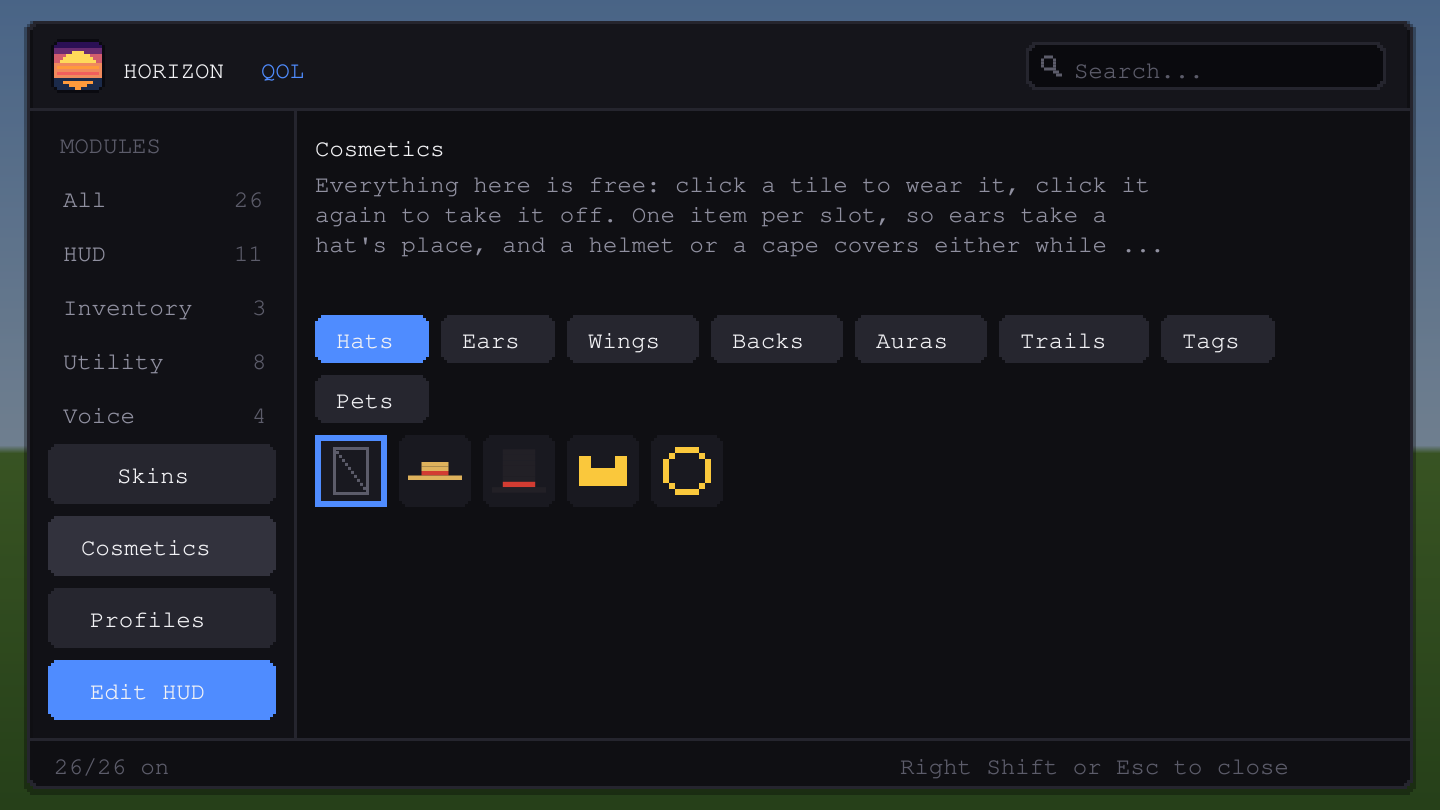 HORIZON QOL
Search...
MODULES
All 26
HUD 11
Inventory 3
Utility 8
Voice 4
Skins
Cosmetics
Profiles
Edit HUD
Cosmetics
Everything here is free: click a tile to wear it, click it
again to take it off. One item per slot, so ears take a
hat's place, and a helmet or a cape covers either while ...
Hats Ears Wings Backs Auras Trails Tags
Pets
26/26 on
Right Shift or Esc to close